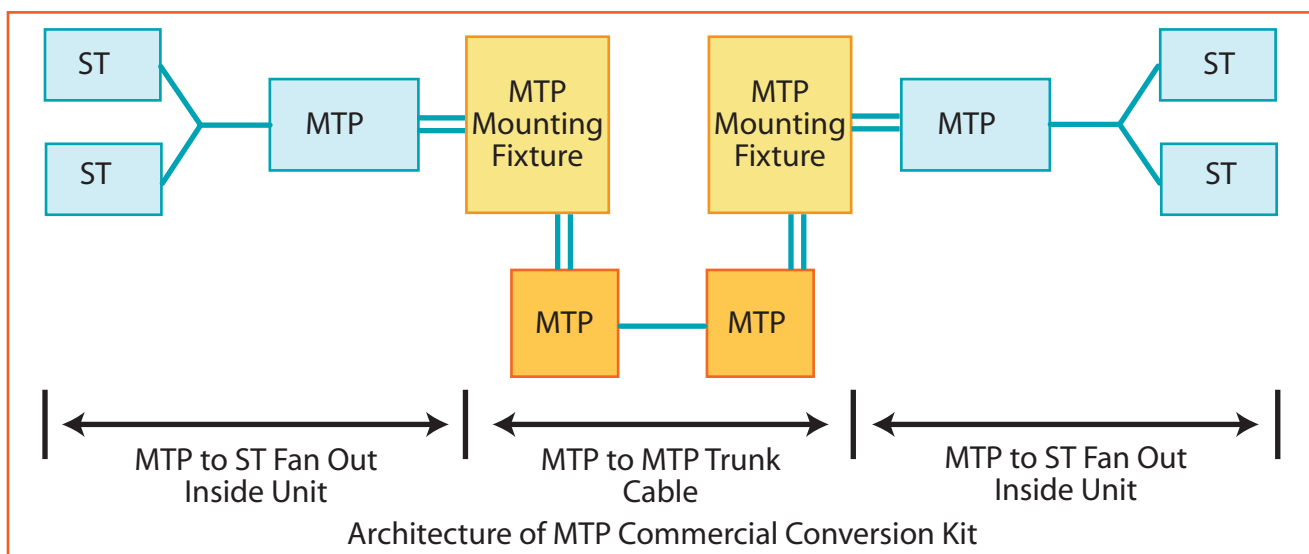 ST
ST
MTP
MTP
Mounting
Fixture
MTP
Mounting
Fixture
MTP
ST
ST
MTP
MTP
MTP to ST Fan Out
Inside Unit
MTP to MTP Trunk
Cable
MTP to ST Fan Out
Inside Unit
Architecture of MTP Commercial Conversion Kit